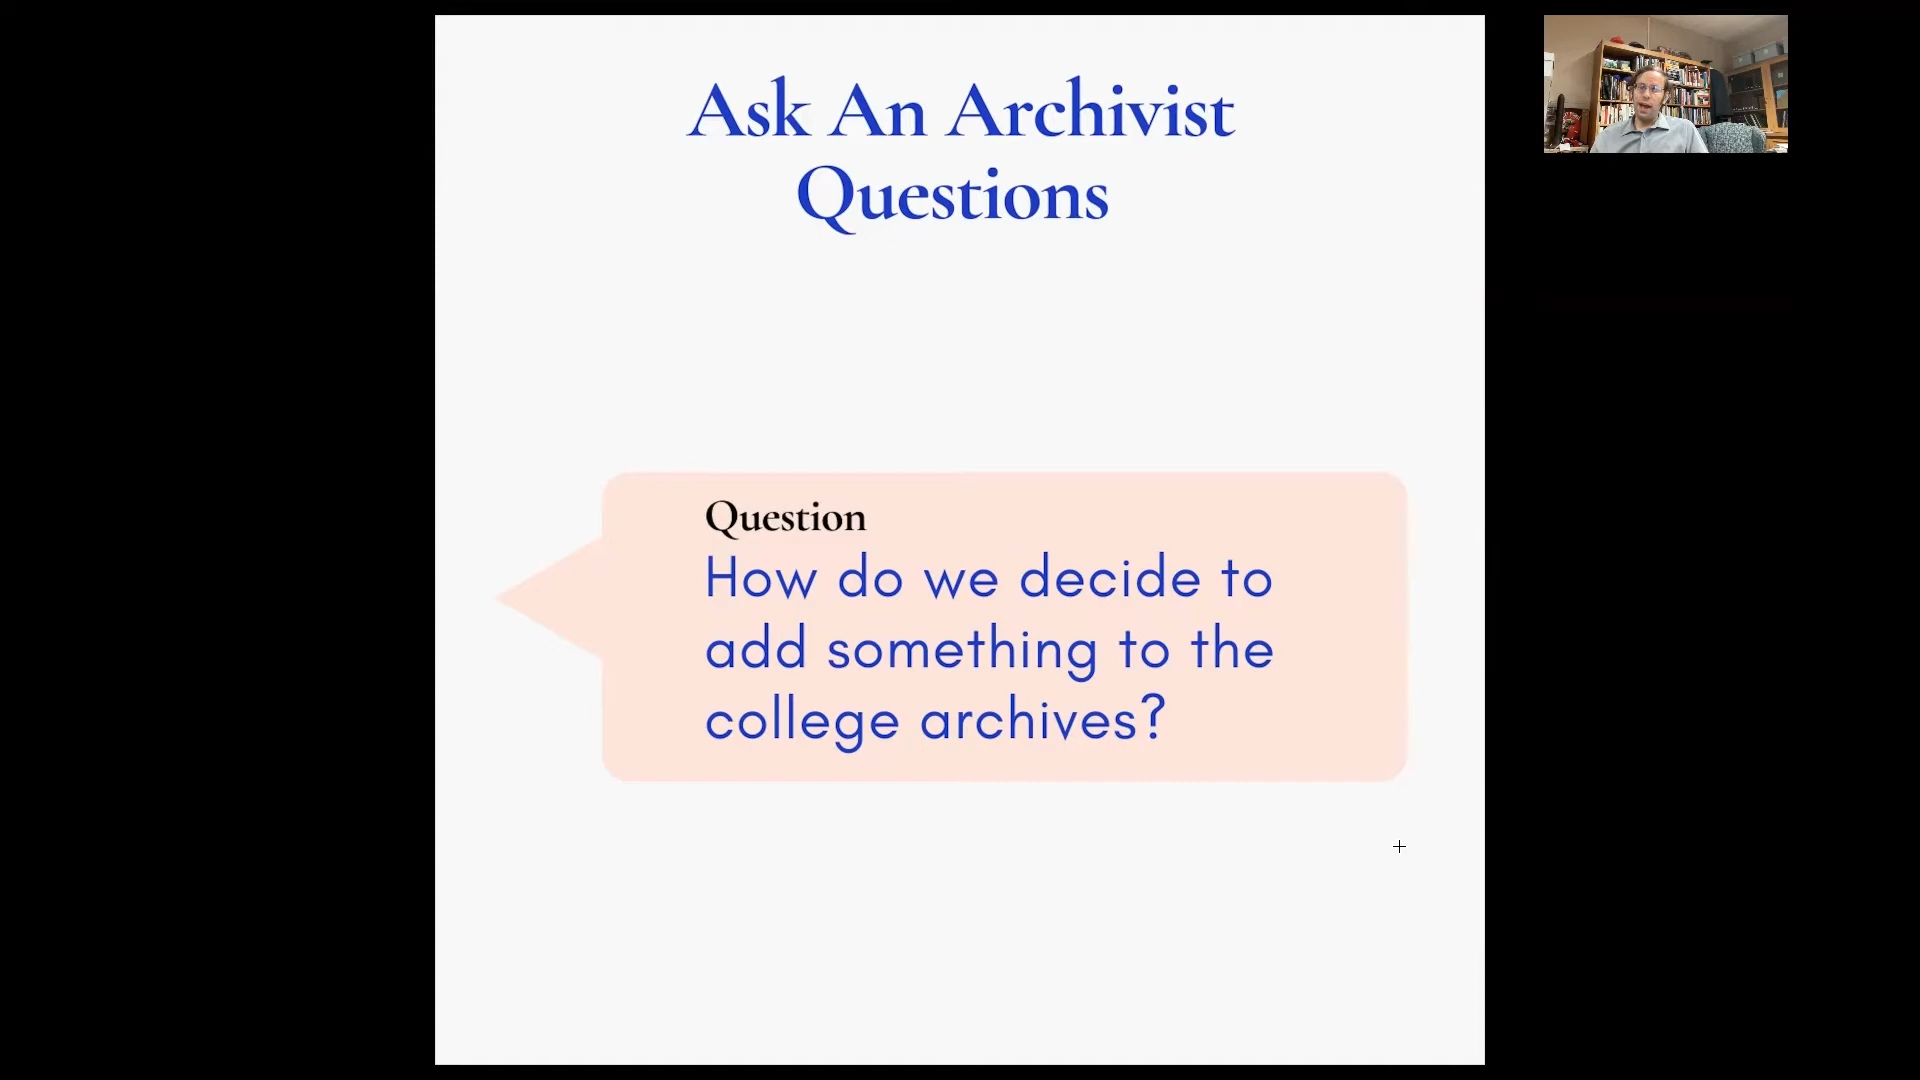 Ask An Archivist
Questions
Question
How do we decide to
add something to the
college archives?